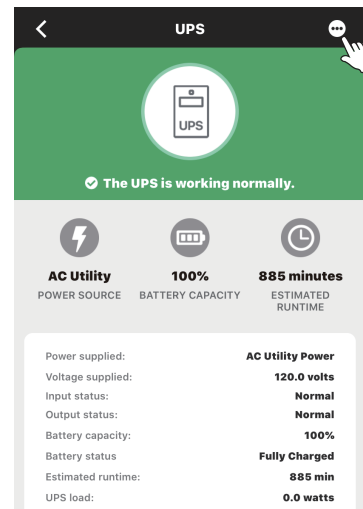 UPS
UPS
The UPS is working normally.
AC Utility 100% 885 minutes
POWER SOURCE BATTERY CAPACITY ESTIMATED
RUNTIME
Power supplied: AC Utility Power
Voltage supplied: 120.0 volts
Input status: Normal
Output status: Normal
Battery capacity: 100%
Battery status Fully Charged
Estimated runtime: 885 min
UPS load: 0.0 watts